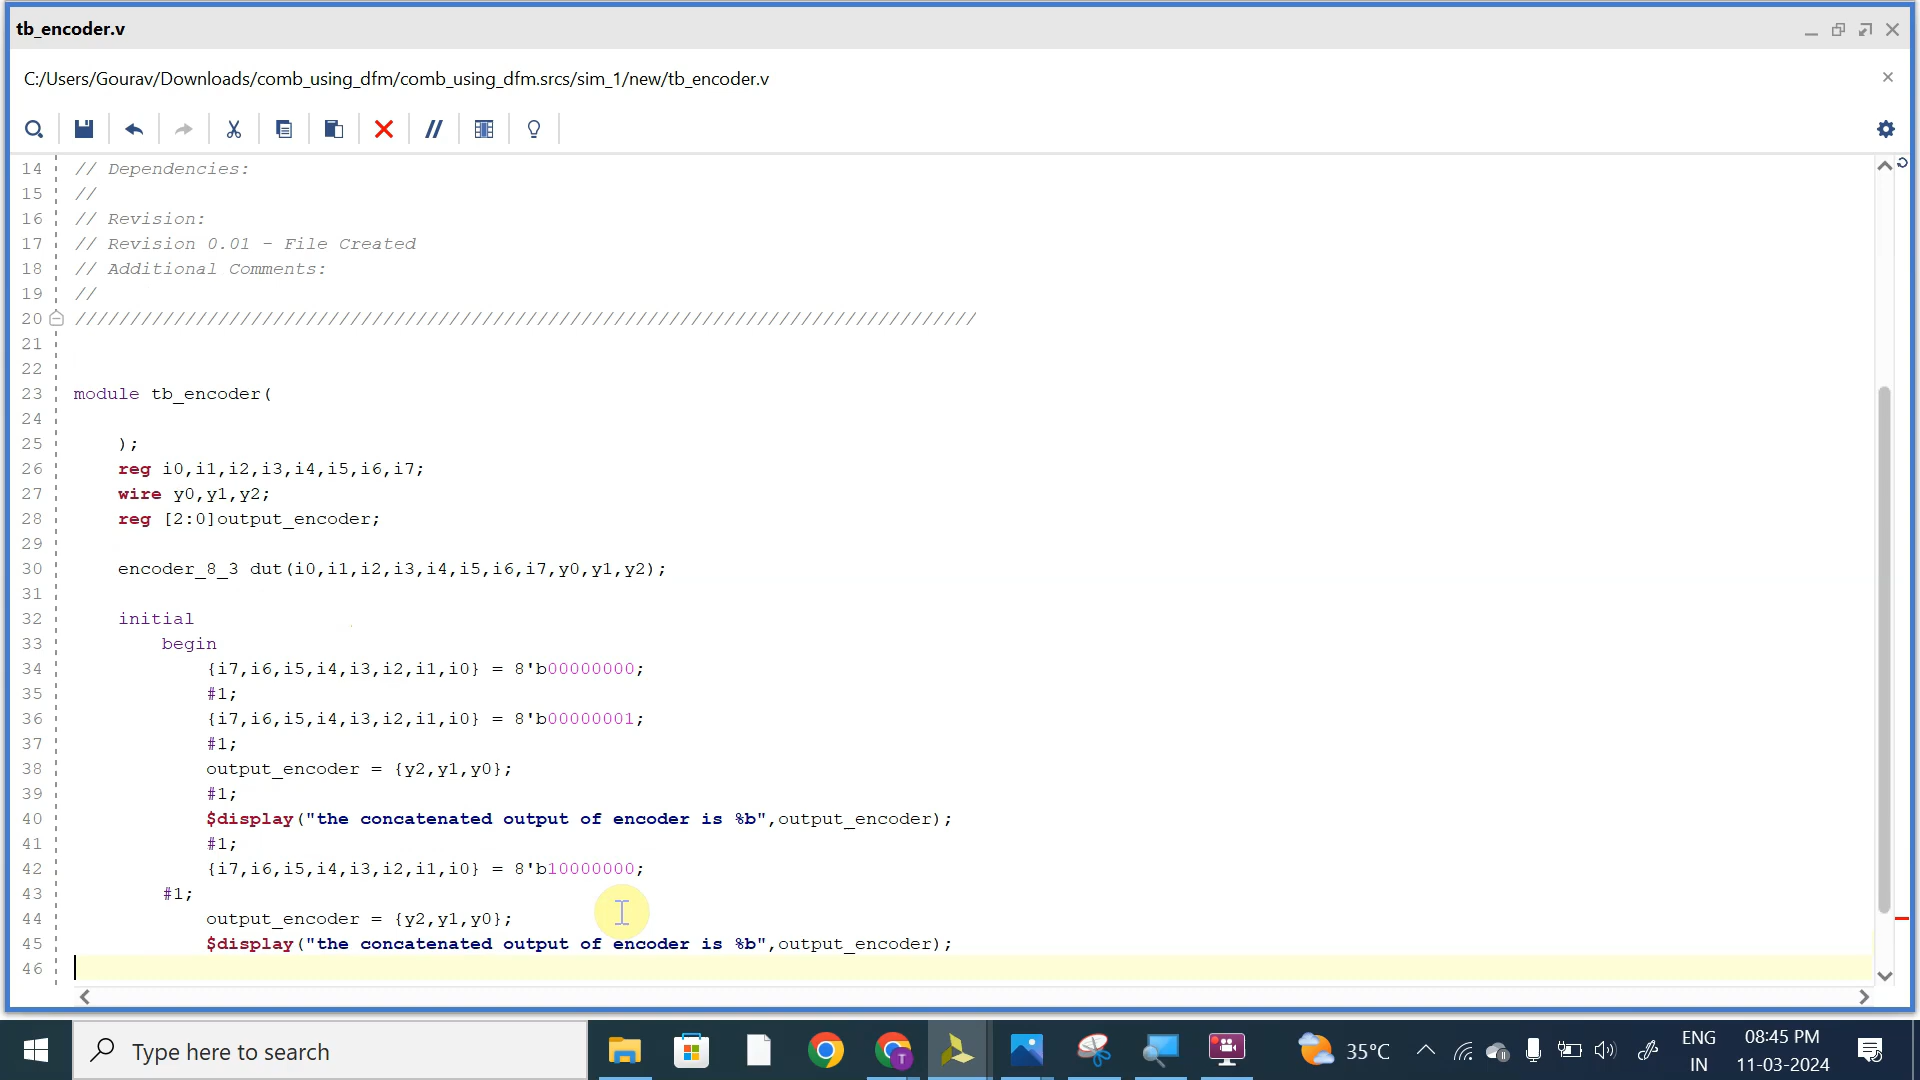 tb_encoder.v
C:/Users/Gourav/Downloads/comb_using_dfm/comb_using_dfm.srcs/sim_1/new/tb_encoder.v
14 // Dependencies:
15 //
16 // Revision:
17 // Revision 0.01 - File Created
18 // Additional Comments:
19 //
20 //////////////////////////////////////////////////////////////////////////////////
21
22
23 module tb_encoder(
24
25     );
26     reg i0,i1,i2,i3,i4,i5,i6,i7;
27     wire y0,y1,y2;
28     reg [2:0]output_encoder;
29
30     encoder_8_3 dut(i0,i1,i2,i3,i4,i5,i6,i7,y0,y1,y2);
31
32     initial
33         begin
34             {i7,i6,i5,i4,i3,i2,i1,i0} = 8'b00000000;
35             #1;
36             {i7,i6,i5,i4,i3,i2,i1,i0} = 8'b00000001;
37             #1;
38             output_encoder = {y2,y1,y0};
39             #1;
40             $display("the concatenated output of encoder is %b",output_encoder);
41             #1;
42             {i7,i6,i5,i4,i3,i2,i1,i0} = 8'b10000000;
43         #1;
44             output_encoder = {y2,y1,y0};
45             $display("the concatenated output of encoder is %b",output_encoder);
46
Type here to search
T
35°C
ENG
IN
08:45 PM
11-03-2024